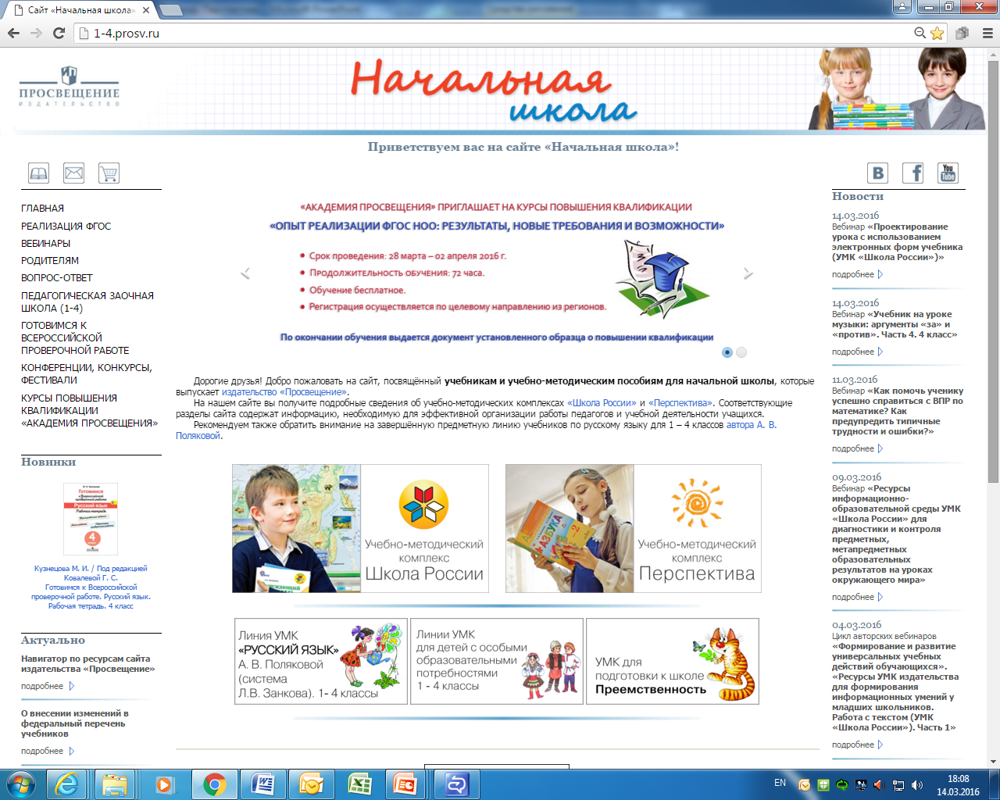 Сайт «Начальная школа»
1-4.prosv.ru
ПРОСВЕЩЕНИЕ
ИЗДАТЕЛЬСТВО
Начальная
школа
Приветствуем вас на сайте «Начальная школа»!
ГЛАВНАЯ
РЕАЛИЗАЦИЯ ФГОС
ВЕБИНАРЫ
РОДИТЕЛЯМ
ВОПРОС-ОТВЕТ
ПЕДАГОГИЧЕСКАЯ ЗАОЧНАЯ
ШКОЛА (1-4)
ГОТОВИМСЯ К
ВСЕРОССИЙСКОЙ
ПРОВЕРОЧНОЙ РАБОТЕ
КОНФЕРЕНЦИИ, КОНКУРСЫ,
ФЕСТИВАЛИ
КУРСЫ ПОВЫШЕНИЯ
КВАЛИФИКАЦИИ
«АКАДЕМИЯ ПРОСВЕЩЕНИЯ»
Новинки
Готовимся
Русский язык
4
Кузнецова М. И. / Под редакцией
Ковалевой Г. С.
Готовимся к Всероссийской
проверочной работе. Русский язык.
Рабочая тетрадь. 4 класс
Актуально
Навигатор по ресурсам сайта
издательства «Просвещение»
подробнее
О внесении изменений в
федеральный перечень
учебников
подробнее
«АКАДЕМИЯ ПРОСВЕЩЕНИЯ» ПРИГЛАШАЕТ НА КУРСЫ ПОВЫШЕНИЯ КВАЛИФИКАЦИИ
«ОПЫТ РЕАЛИЗАЦИИ ФГОС НОО: РЕЗУЛЬТАТЫ, НОВЫЕ ТРЕБОВАНИЯ И ВОЗМОЖНОСТИ»
• Срок проведения: 28 марта – 02 апреля 2016 г.
• Продолжительность обучения: 72 часа.
• Обучение бесплатное.
• Регистрация осуществляется по целевому направлению из регионов.
По окончании обучения выдается документ установленного образца о повышении квалификации
Дорогие друзья! Добро пожаловать на сайт, посвящённый учебникам и учебно-методическим пособиям для начальной школы, которые
выпускает издательство «Просвещение».
На нашем сайте вы получите подробные сведения об учебно-методических комплексах «Школа России» и «Перспектива». Соответствующие
разделы сайта содержат информацию, необходимую для эффективной организации работы педагогов и учебной деятельности учащихся.
Рекомендуем также обратить внимание на завершённую предметную линию учебников по русскому языку для 1 – 4 классов автора А. В.
Поляковой.
Учебно-методический
комплекс
Школа России
АЗБУКА
2
Учебно-методический
комплекс
Перспектива
Линия УМК
«РУССКИЙ ЯЗЫК»
А. В. Поляковой
(система
Л.В. Занкова). 1- 4 классы
Линии УМК
для детей с особыми
образовательными
потребностями
1 - 4 классы
УМК для
подготовки к школе
Преемственность
B
f
You
Tube
Новости
14.03.2016
Вебинар «Проектирование
урока с использованием
электронных форм учебника
(УМК «Школа России»)»
подробнее
14.03.2016
Вебинар «Учебник на уроке
музыки: аргументы «за» и
«против». Часть 4. 4 класс»
подробнее
11.03.2016
Вебинар «Как помочь ученику
успешно справиться с ВПР по
математике? Как
предупредить типичные
трудности и ошибки?»
подробнее
09.03.2016
Вебинар «Ресурсы
информационно-
образовательной среды УМК
«Школа России» для
диагностики и контроля
предметных,
метапредметных
образовательных
результатов на уроках
окружающего мира»
подробнее
04.03.2016
Цикл авторских вебинаров
«Формирование и развитие
универсальных учебных
действий обучающихся».
«Ресурсы УМК издательства
для формирования
информационных умений у
младших школьников.
Работа с текстом (УМК
«Школа России»). Часть 1»
подробнее
EN
18:08
14.03.2016